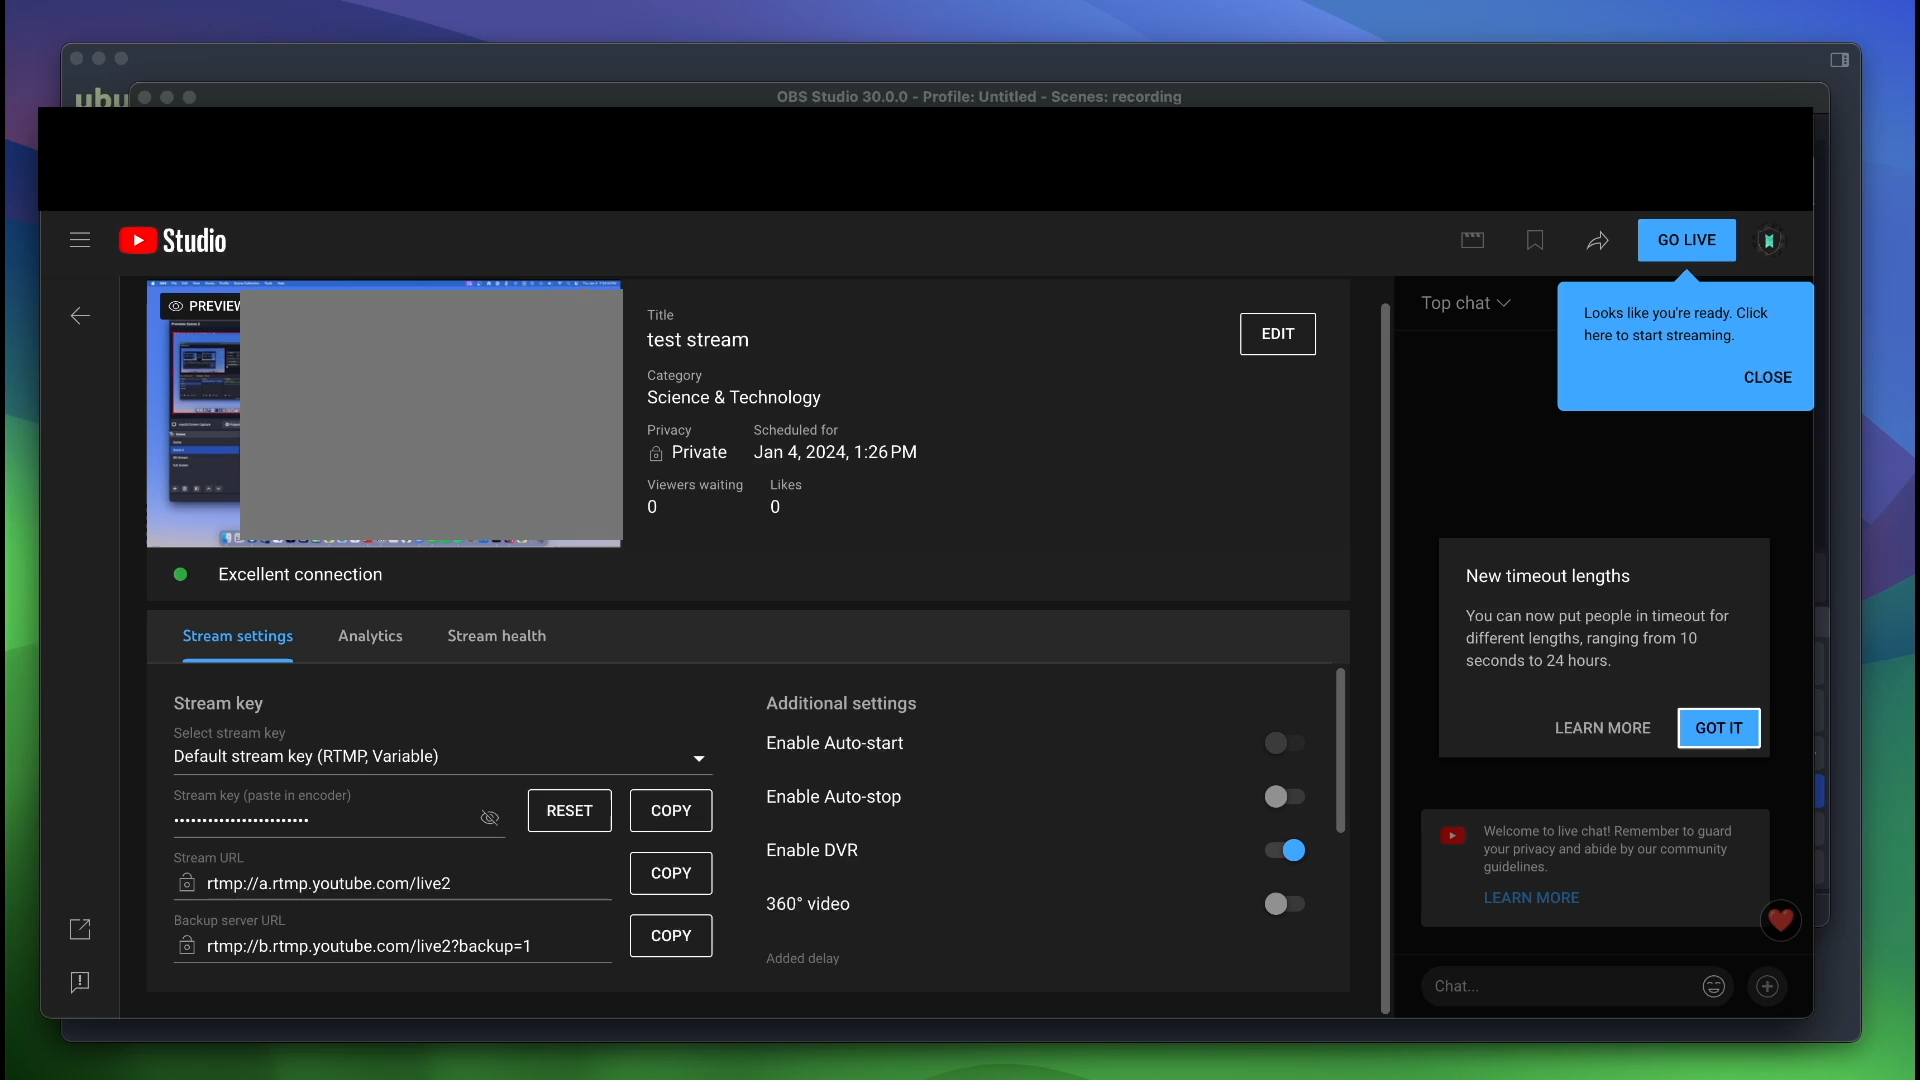 ubu
OBS Studio 30.0.0 - Profile: Untitled - Scenes: recording
Studio
GO LIVE
Looks like you're ready. Click
here to start streaming.
CLOSE
PREVIEW
Title
test stream
EDIT
Category
Science & Technology
Privacy
Scheduled for
Private
Jan 4, 2024, 1:26 PM
Viewers waiting
Likes
0
0
Excellent connection
Stream settings
Analytics
Stream health
Stream key
Select stream key
Default stream key (RTMP, Variable)
Stream key (paste in encoder)
••••••••••••••••••••••••
RESET
COPY
Stream URL
rtmp://a.rtmp.youtube.com/live2
COPY
Backup server URL
rtmp://b.rtmp.youtube.com/live2?backup=1
COPY
Additional settings
Enable Auto-start
Enable Auto-stop
Enable DVR
360° video
Added delay
Top chat
New timeout lengths
You can now put people in timeout for
different lengths, ranging from 10
seconds to 24 hours.
LEARN MORE
GOT IT
Welcome to live chat! Remember to guard
your privacy and abide by our community
guidelines.
LEARN MORE
Chat...